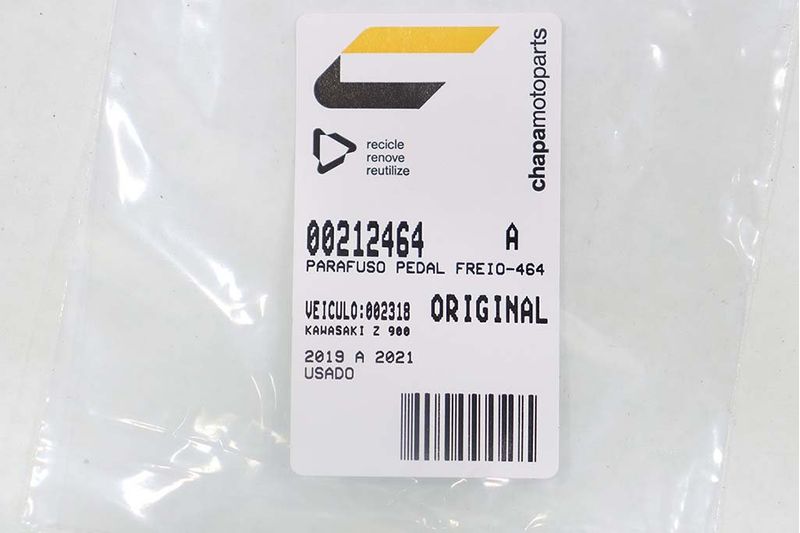 chapamotoparts
recicle
renove
reutilize
00212464 A
PARAFUSO PEDAL FREIO-464
VEICULO:002318 ORIGINAL
KAWASAKI Z 900
2019 A 2021
USADO